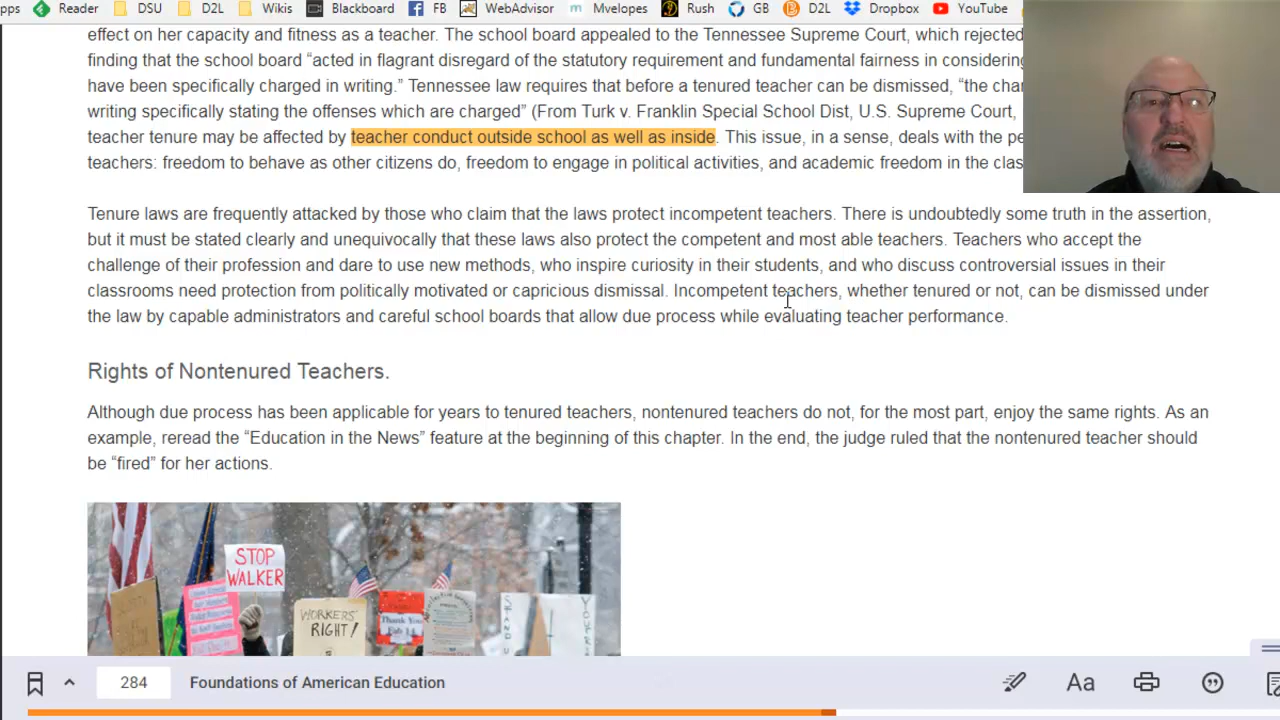 pps Reader DSU D2L Wikis Blackboard FB WebAdvisor Mvelopes Rush GB D2L Dropbox YouTube
effect on her capacity and fitness as a teacher. The school board appealed to the Tennessee Supreme Court, which rejected
finding that the school board “acted in flagrant disregard of the statutory requirement and fundamental fairness in considering
have been specifically charged in writing.” Tennessee law requires that before a tenured teacher can be dismissed, “the char
writing specifically stating the offenses which are charged” (From Turk v. Franklin Special School Dist, U.S. Supreme Court,
teacher tenure may be affected by teacher conduct outside school as well as inside. This issue, in a sense, deals with the pe
teachers: freedom to behave as other citizens do, freedom to engage in political activities, and academic freedom in the clas
Tenure laws are frequently attacked by those who claim that the laws protect incompetent teachers. There is undoubtedly some truth in the assertion,
but it must be stated clearly and unequivocally that these laws also protect the competent and most able teachers. Teachers who accept the
challenge of their profession and dare to use new methods, who inspire curiosity in their students, and who discuss controversial issues in their
classrooms need protection from politically motivated or capricious dismissal. Incompetent teachers, whether tenured or not, can be dismissed under
the law by capable administrators and careful school boards that allow due process while evaluating teacher performance.
Rights of Nontenured Teachers.
Although due process has been applicable for years to tenured teachers, nontenured teachers do not, for the most part, enjoy the same rights. As an
example, reread the “Education in the News” feature at the beginning of this chapter. In the end, the judge ruled that the nontenured teacher should
be “fired” for her actions.
STOP
WALKER
WORKERS
RIGHT!
Thank You
Feb 14
STAND
284 Foundations of American Education
Aa